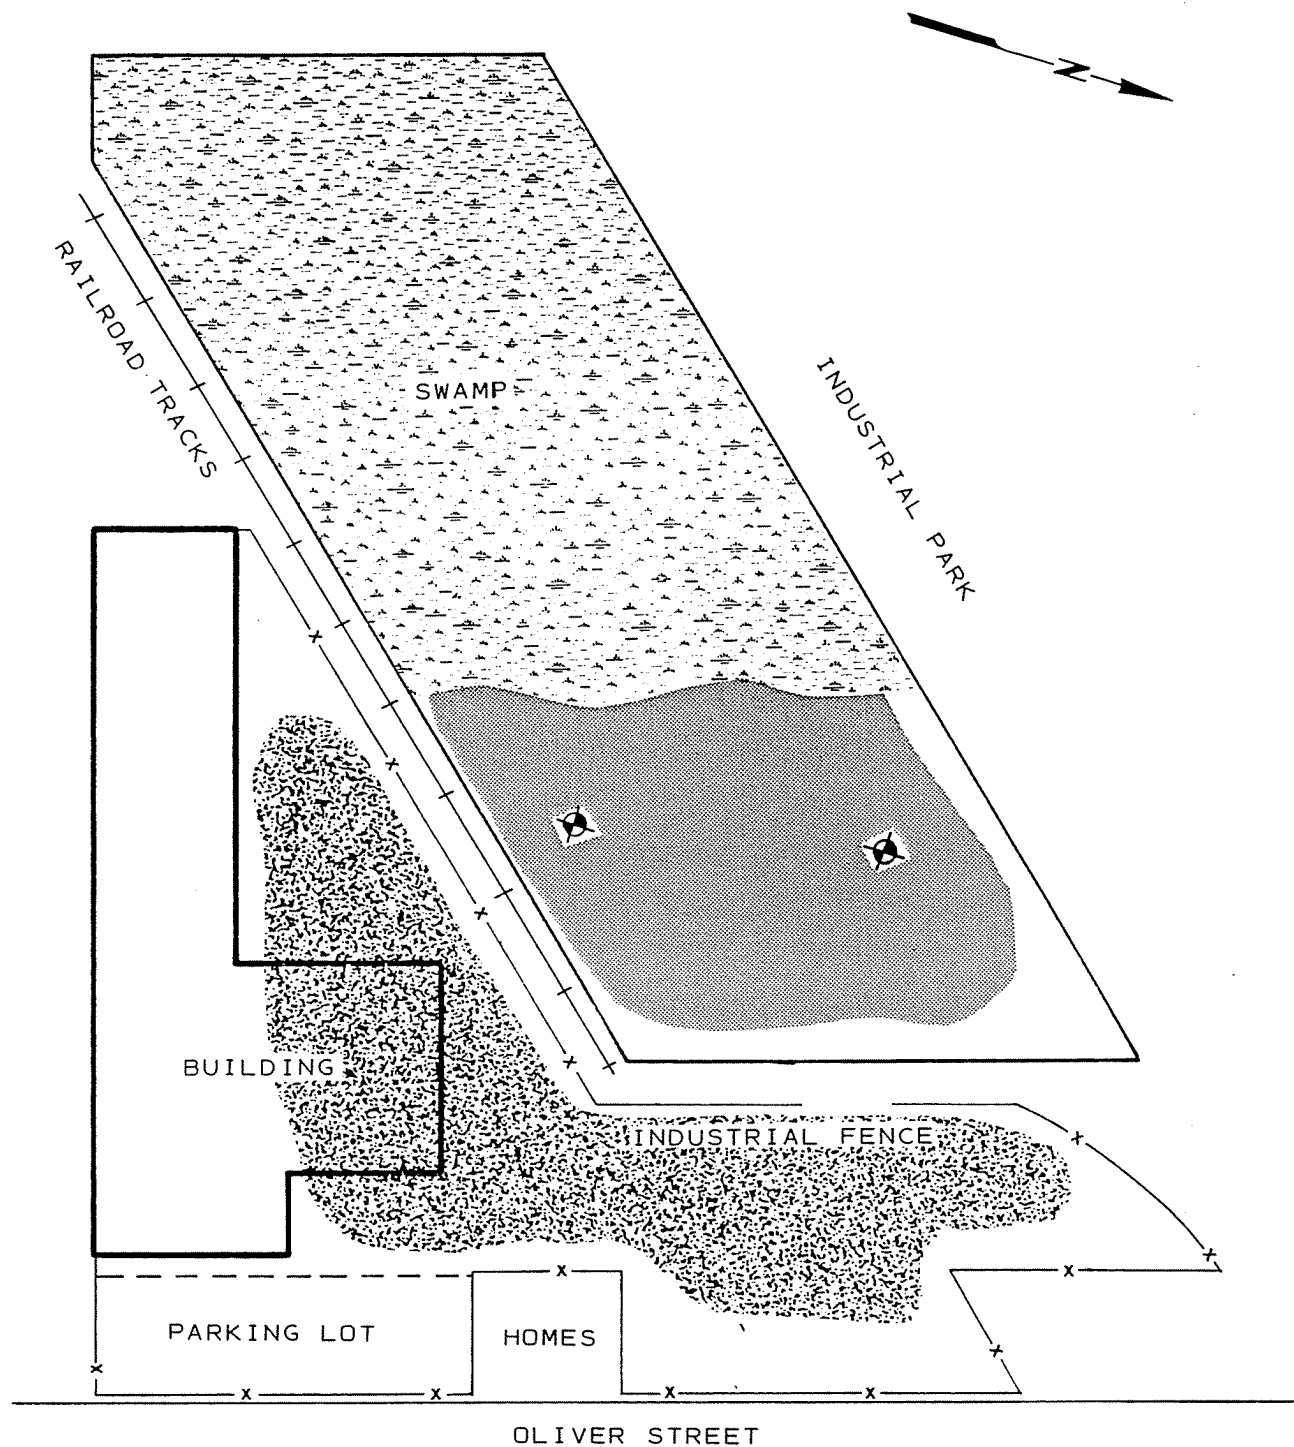 N
RAILROAD TRACKS
SWAMP
INDUSTRIAL PARK
BUILDING
INDUSTRIAL FENCE
PARKING LOT
HOMES
OLIVER STREET